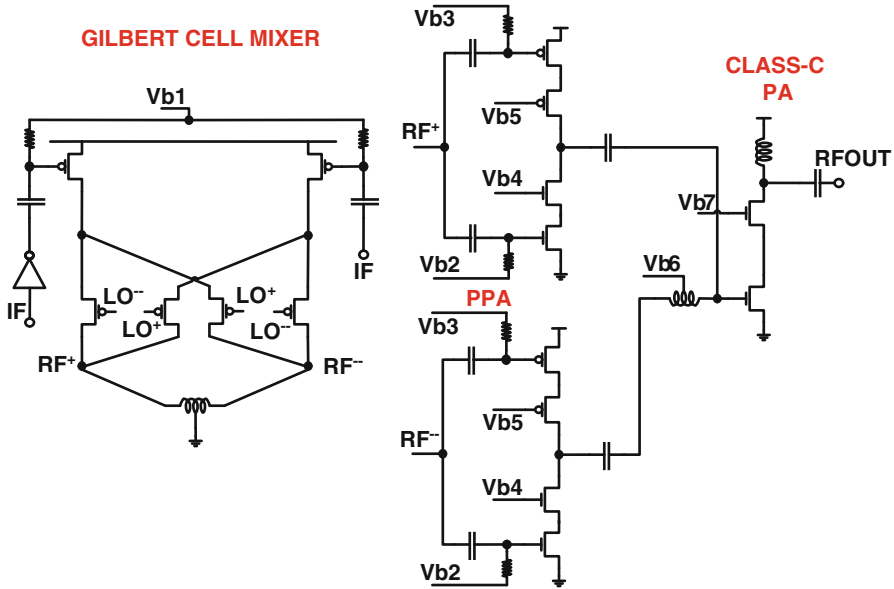 GILBERT CELL MIXER
Vb1
IF
IF
LO--
LO+
LO+
LO--
RF+
RF--
Vb3
RF+
Vb5
Vb4
Vb2
PPA
Vb3
RF--
Vb5
Vb4
Vb2
CLASS-C
PA
RFOUT
Vb7
Vb6